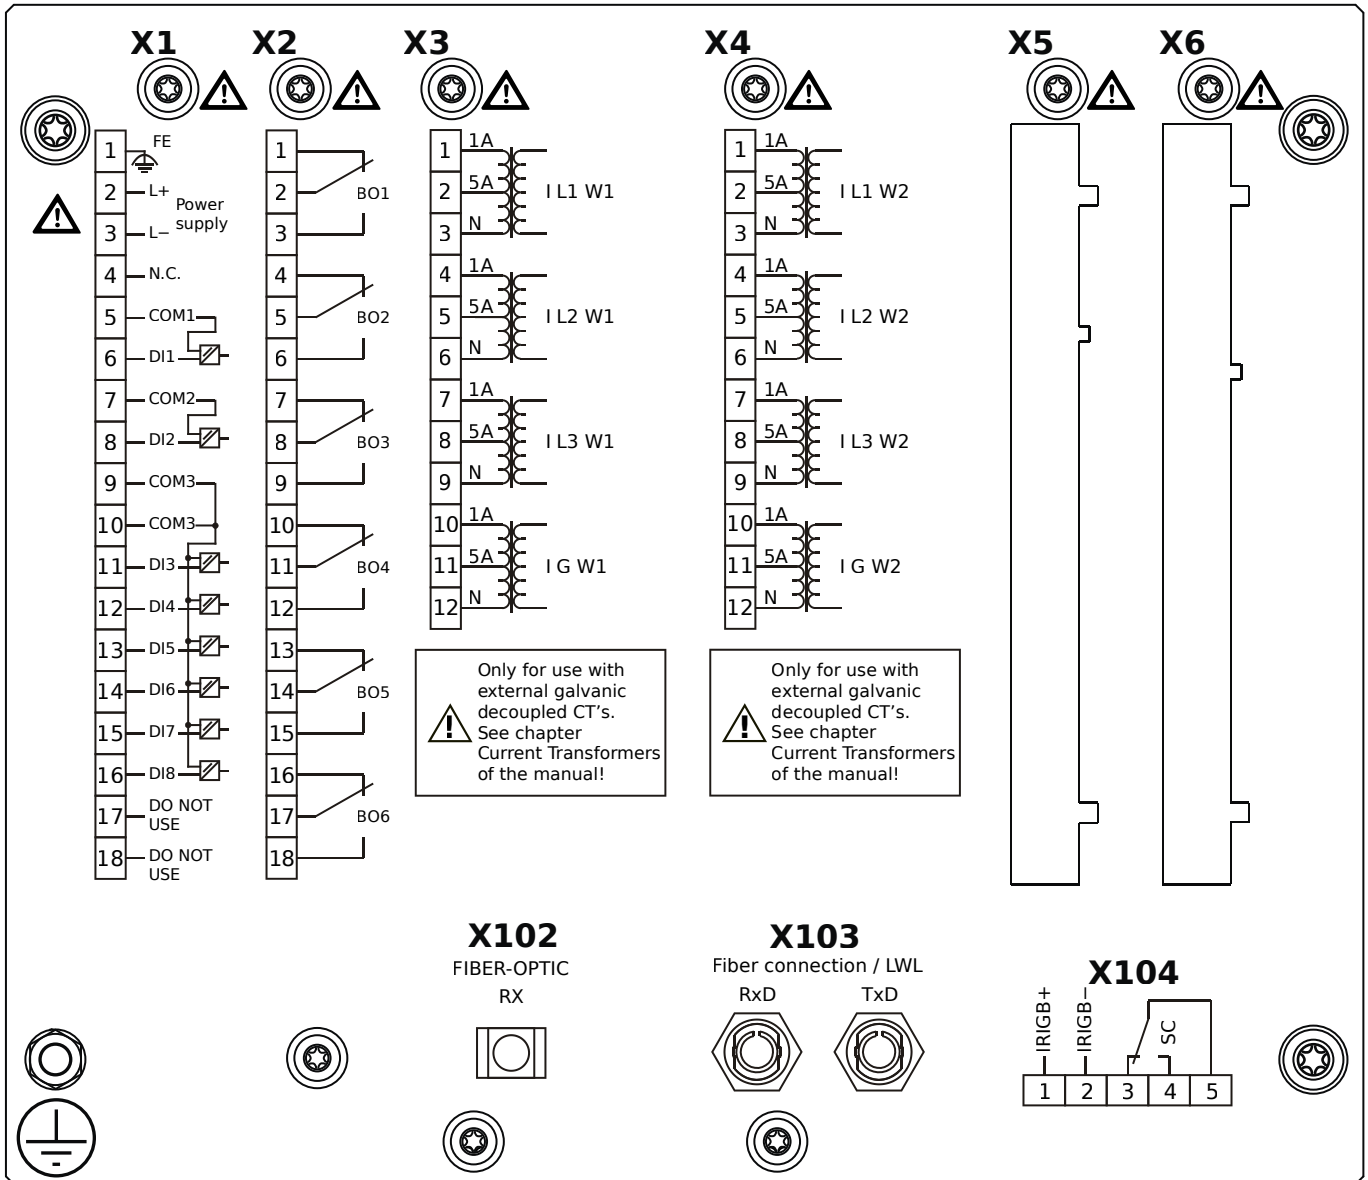 X1 X2 X3 X4 X5 X6
1 FE
2 L+
Power
supply
3 L−
4 N.C.
5 COM1
6 DI1
7 COM2
8 DI2
9 COM3
10 COM3
11 DI3
12 DI4
13 DI5
14 DI6
15 DI7
16 DI8
17 DO NOT
USE
18 DO NOT
USE
1
2 BO1
3
4
5 BO2
6
7
8 BO3
9
10
11 BO4
12
13
14 BO5
15
16
17 BO6
18
1 1A
2 5A I L1 W1
3 N
4 1A
5 5A I L2 W1
6 N
7 1A
8 5A I L3 W1
9 N
10 1A
11 5A I G W1
12 N
Only for use with
external galvanic
decoupled CT's.
See chapter
Current Transformers
of the manual!
1 1A
2 5A I L1 W2
3 N
4 1A
5 5A I L2 W2
6 N
7 1A
8 5A I L3 W2
9 N
10 1A
11 5A I G W2
12 N
Only for use with
external galvanic
decoupled CT's.
See chapter
Current Transformers
of the manual!
X102
FIBER-OPTIC
RX
X103
Fiber connection / LWL
RxD TxD
X104
IRIGB+ IRIGB− SC
1 2 3 4 5